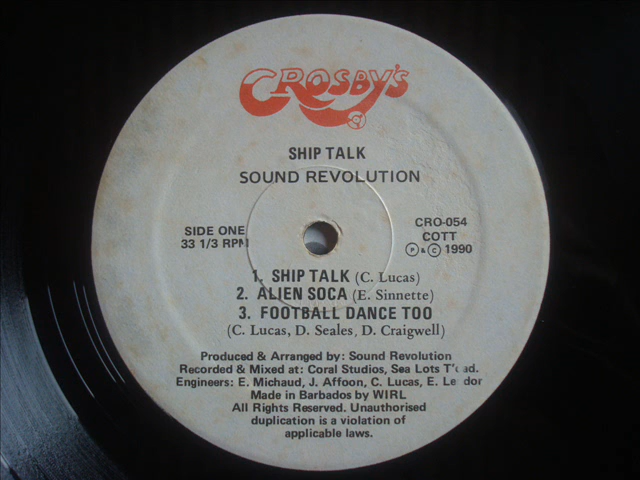 CROSBY'S
SHIP TALK
SOUND REVOLUTION
SIDE ONE
33 1/3 RPM
CRO-054
COTT
Ⓟ & © 1990
1. SHIP TALK (C. Lucas)
2. ALIEN SOCA (E. Sinnette)
3. FOOTBALL DANCE TOO
(C. Lucas, D. Seales, D. Craigwell)
Produced & Arranged by: Sound Revolution
Recorded & Mixed at: Coral Studios, Sea Lots
Engineers: E. Michaud, J. Affoon, C. Lucas, E.
Made in Barbados by WIRL
All Rights Reserved. Unauthorised
duplication is a violation of
applicable laws.